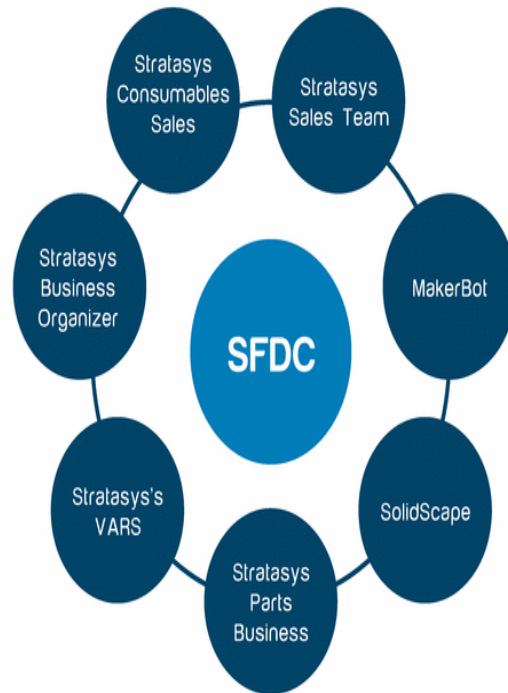 Stratasys
Consumables
Sales
Stratasys
Sales Team
MakerBot
SolidScape
Stratasys
Parts
Business
Stratasys's
VARS
Stratasys
Business
Organizer
SFDC